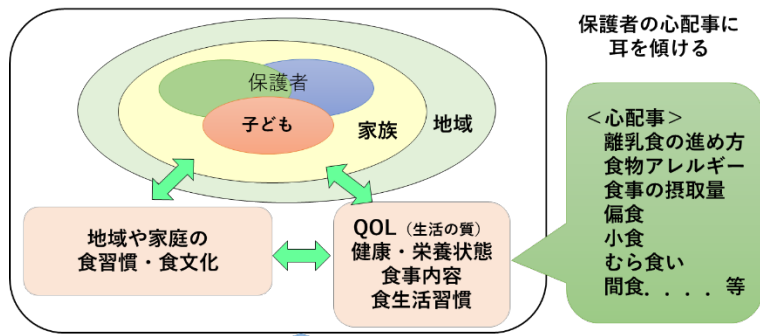 保護者の心配事に
耳を傾ける
保護者
子ども
家族
地域
地域や家庭の
食習慣・食文化
QOL（生活の質）
健康・栄養状態
食事内容
食生活習慣
＜心配事＞
離乳食の進め方
食物アレルギー
食事の摂取量
偏食
小食
むら食い
間食．．．．等